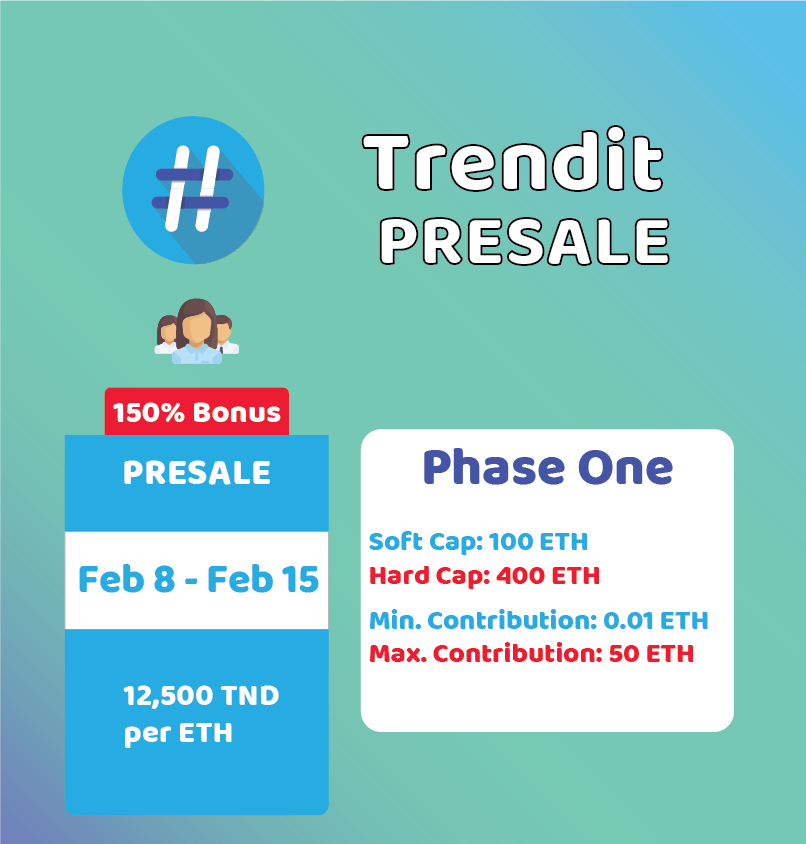 #
Trendit
PRESALE
150% Bonus
PRESALE
Feb 8 - Feb 15
12,500 TND
per ETH
Phase One
Soft Cap: 100 ETH
Hard Cap: 400 ETH
Min. Contribution: 0.01 ETH
Max. Contribution: 50 ETH